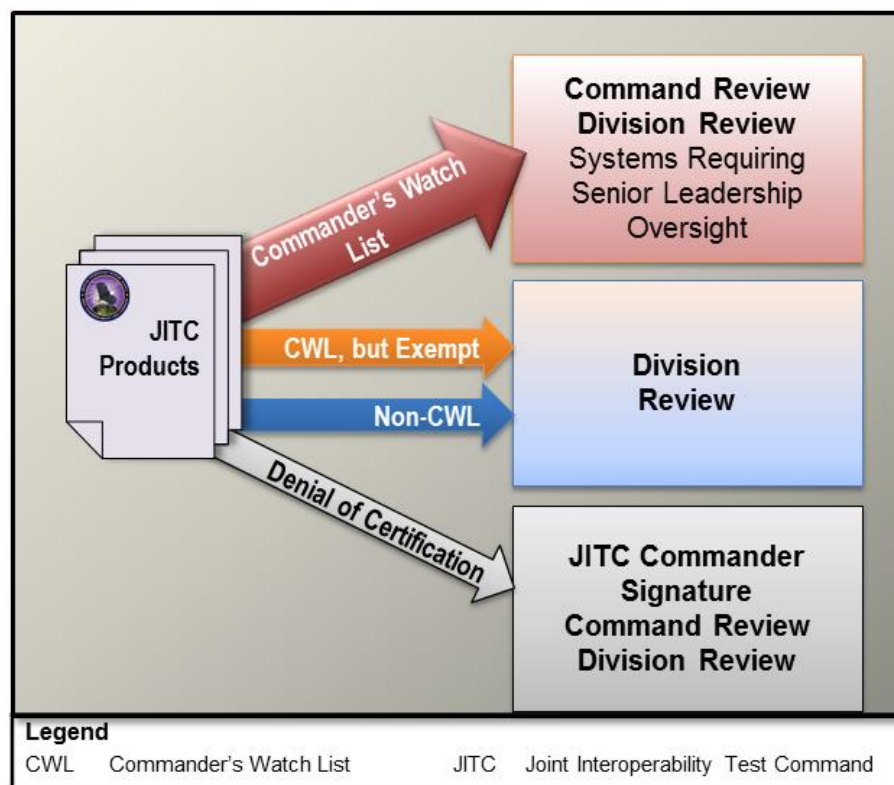 Command Review
Division Review
Systems Requiring
Senior Leadership
Oversight
Commander's Watch
List
JITC
Products
CWL, but Exempt
Non-CWL
Division
Review
Denial of Certification
JITC Commander
Signature
Command Review
Division Review
Legend
CWL Commander's Watch List JITC Joint Interoperability Test Command